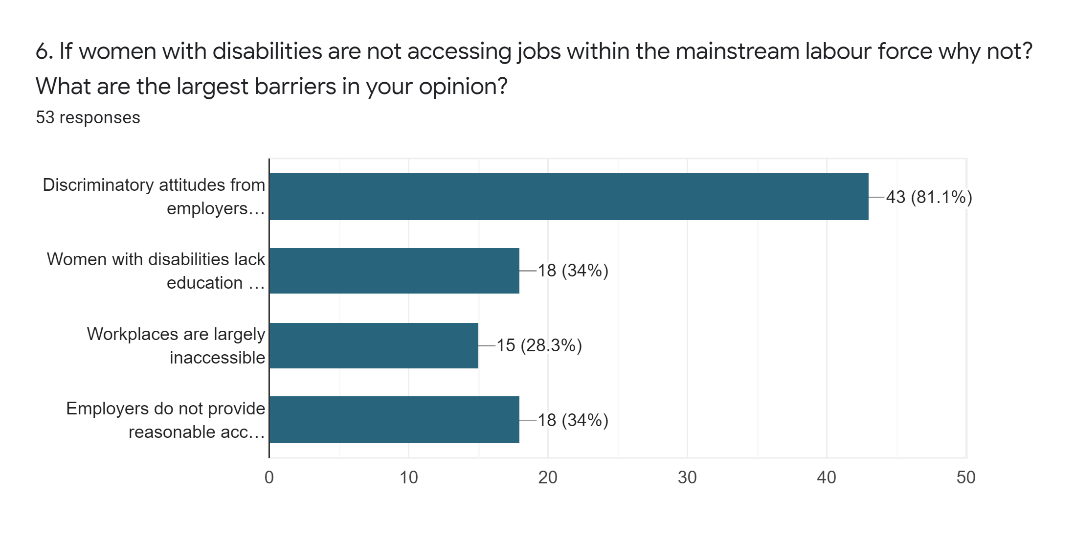 6. If women with disabilities are not accessing jobs within the mainstream labour force why not?
What are the largest barriers in your opinion?
53 responses
Discriminatory attitudes from
employers…
43 (81.1%)
Women with disabilities lack
education …
18 (34%)
Workplaces are largely
inaccessible
15 (28.3%)
Employers do not provide
reasonable acc…
18 (34%)
0 10 20 30 40 50